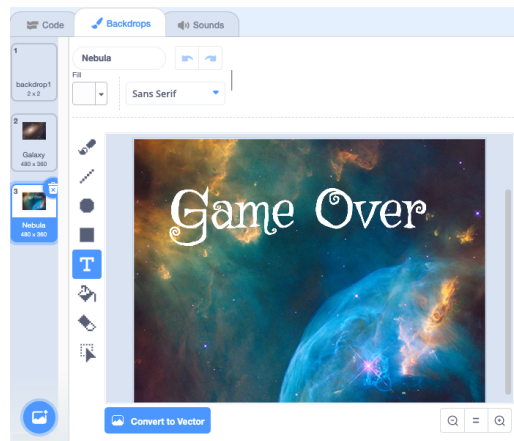 Code
Backdrops
Sounds
1
backdrop1
2 x 2
2
Galaxy
480 x 360
3
Nebula
480 x 360
Nebula
Fill
Sans Serif
T
Game Over
Convert to Vector